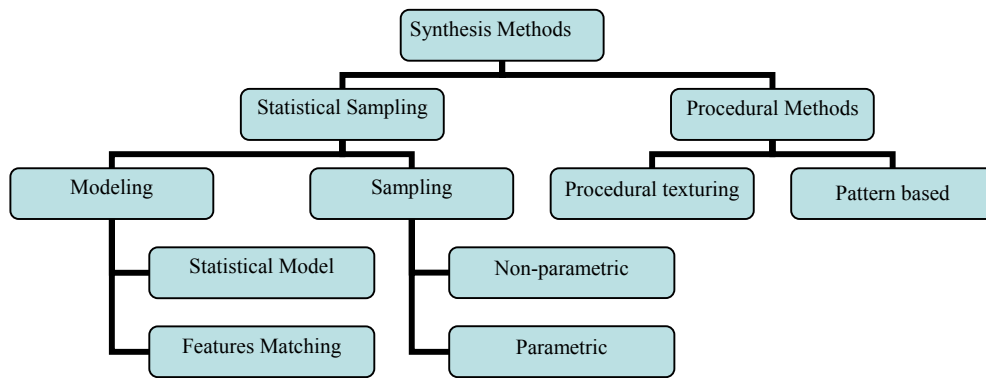 Synthesis Methods
Statistical Sampling
Procedural Methods
Modeling
Sampling
Procedural texturing
Pattern based
Statistical Model
Non-parametric
Features Matching
Parametric